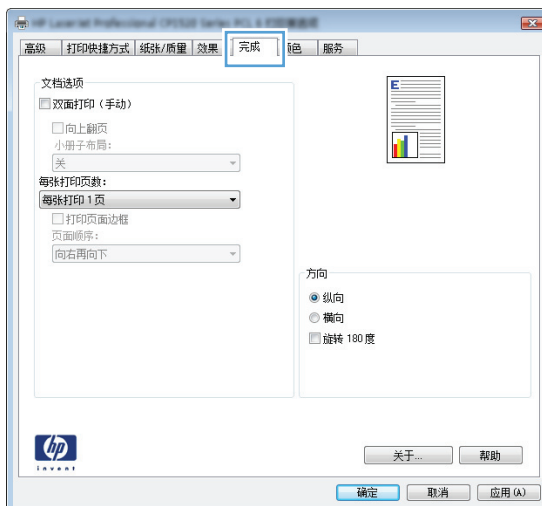 高级 打印快捷方式 纸张/质量 效果 完成 颜色 服务
文档选项
双面打印（手动）
向上翻页
小册子布局：
关
每张打印页数：
每张打印 1 页
打印页面边框
页面顺序：
向右再向下
E
方向
纵向
横向
旋转 180 度
hp
invent
关于... 帮助
确定 取消 应用(A)